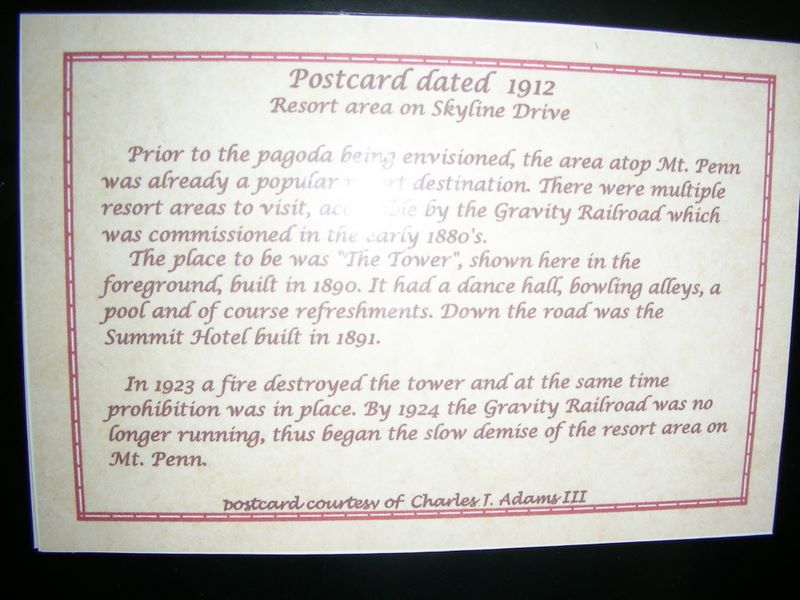 Postcard dated 1912
Resort area on Skyline Drive
Prior to the pagoda being envisioned, the area atop Mt. Penn
was already a popular destination. There were multiple
resort areas to visit, by the Gravity Railroad which
was commissioned in the early 1880's.
The place to be was "The Tower", shown here in the
foreground, built in 1890. It had a dance hall, bowling alleys, a
pool and of course refreshments. Down the road was the
Summit Hotel built in 1891.
In 1923 a fire destroyed the tower and at the same time
prohibition was in place. By 1924 the Gravity Railroad was no
longer running, thus began the slow demise of the resort area on
Mt. Penn.
postcard courtesy of Charles J. Adams III